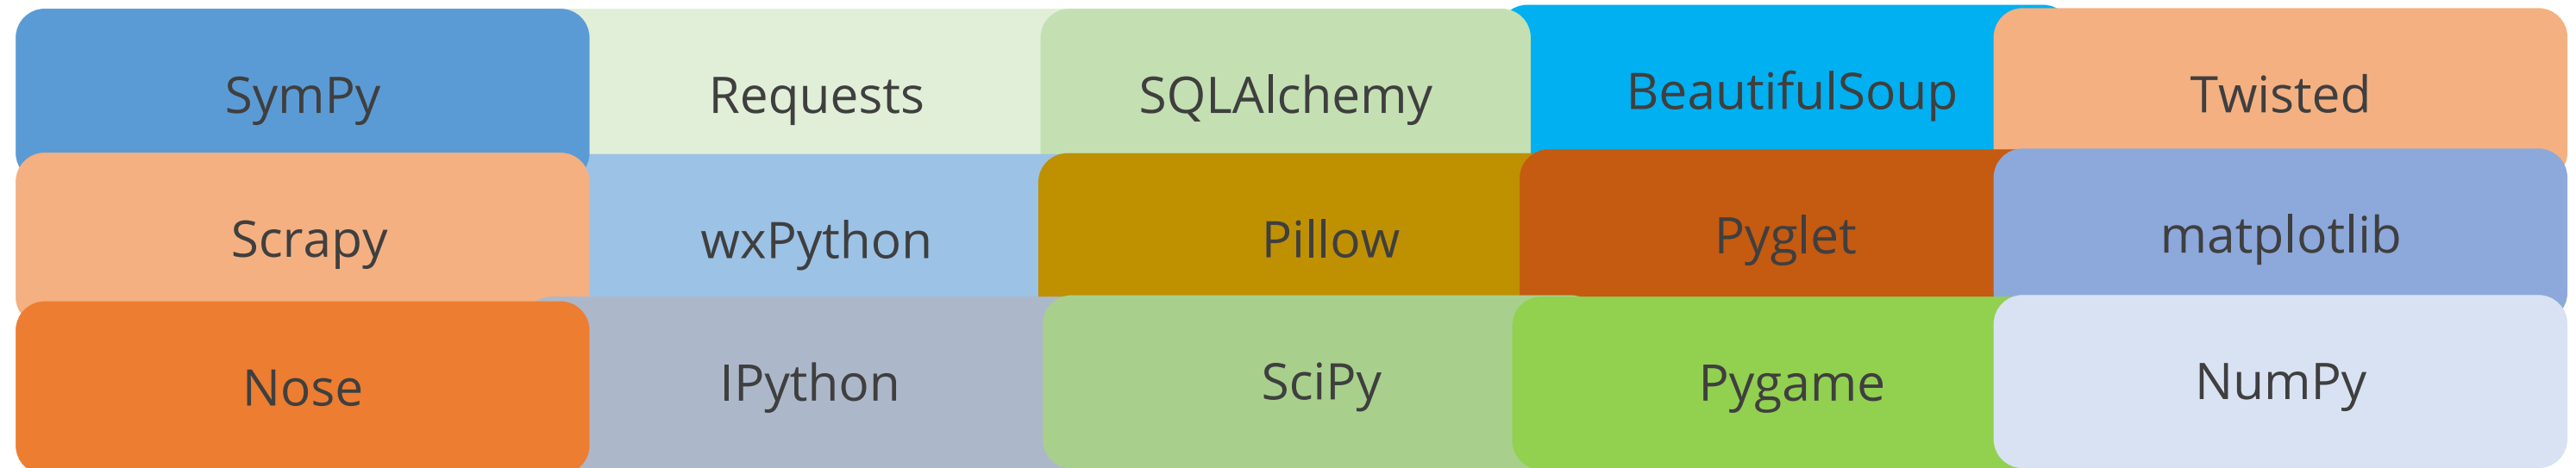 SymPy Requests SQLAlchemy BeautifulSoup Twisted
Scrapy wxPython Pillow Pyglet matplotlib
Nose IPython SciPy Pygame NumPy